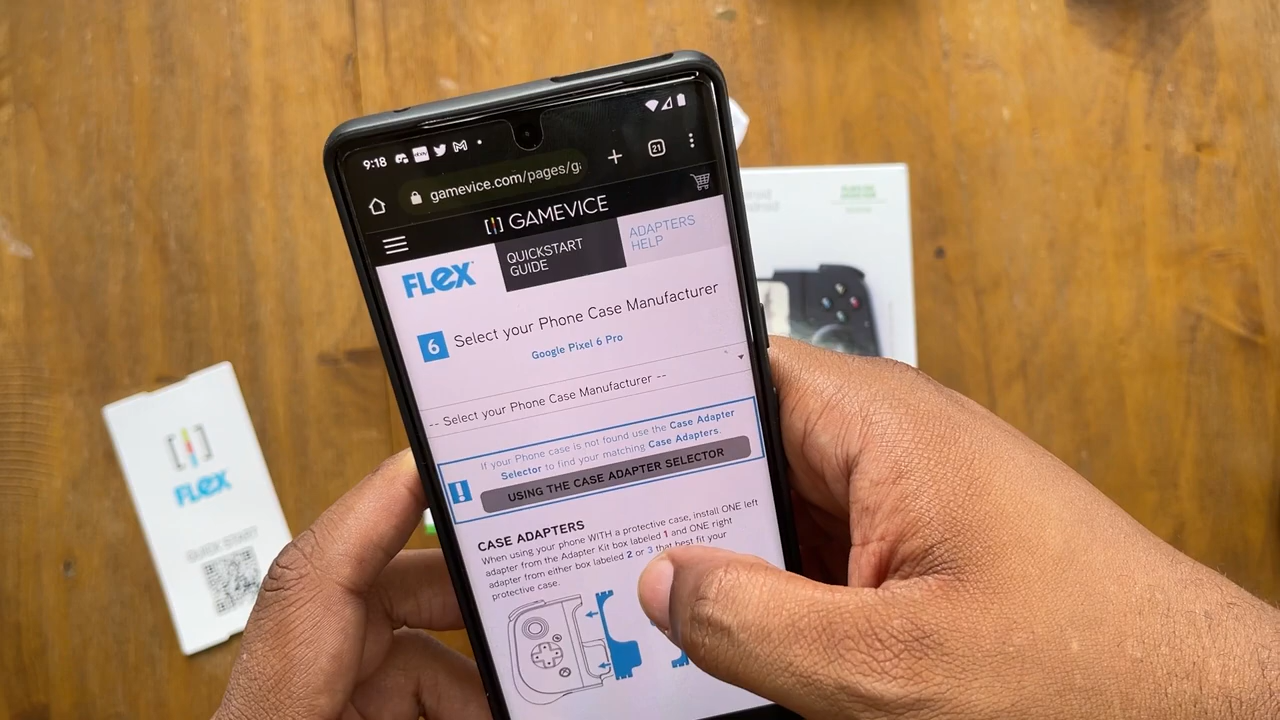 9:18
ebay
21
gamevice.com/pages/g
GAMEVICE
FLEX
QUICKSTART
GUIDE
ADAPTERS
HELP
6 Select your Phone Case Manufacturer
Google Pixel 6 Pro
-- Select your Phone Case Manufacturer --
If your Phone case is not found use the Case Adapter
Selector to find your matching Case Adapters.
! USING THE CASE ADAPTER SELECTOR
CASE ADAPTERS
When using your phone WITH a protective case, install ONE left
adapter from the Adapter Kit box labeled 1 and ONE right
adapter from either box labeled 2 or 3 that best fit your
protective case.
FLEX
QUICK START